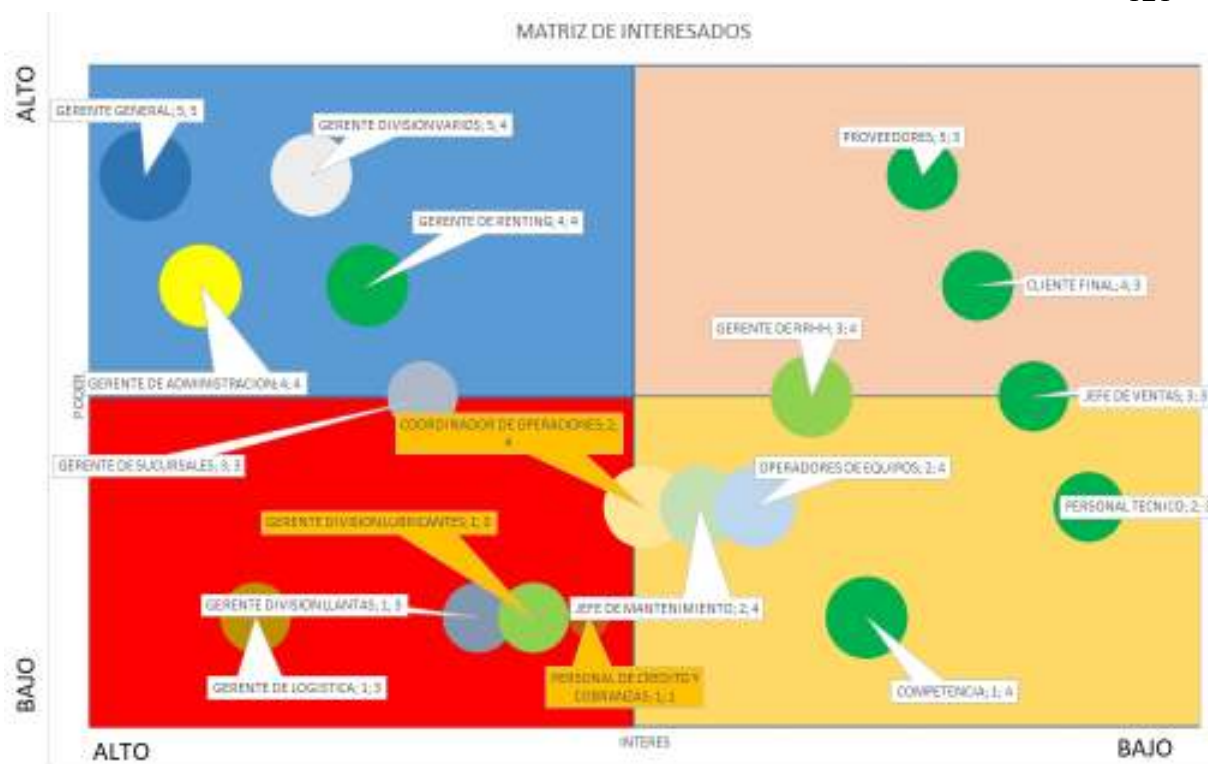 MATRIZ DE INTERESADOS
ALTO
GERENTE GENERAL; 5; 5
GERENTE DIVISION VARIOS; 5; 4
PROVEEDORES; 5; 3
GERENTE DE RENTING; 4; 4
CLIENTE FINAL; 4; 3
GERENTE DE RRHH; 3; 4
GERENTE DE ADMINISTRACION; 4; 4
PODER
JEFE DE VENTAS; 3; 3
COORDINADOR DE OPERACIONES; 2;
4
GERENTE DE SUCURSALES; 3; 3
OPERADORES DE EQUIPOS; 2; 4
PERSONAL TECNICO; 2;
GERENTE DIVISION LUBRICANTES; 1; 3
GERENTE DIVISION LLANTAS; 1; 3
JEFE DE MANTENIMIENTO; 2; 4
GERENTE DE LOGISTICA; 1; 3
PERSONAL DE CREDITO Y
COBRANZAS; 1; 1
COMPETENCIA; 1; 4
BAJO
ALTO
INTERES
BAJO